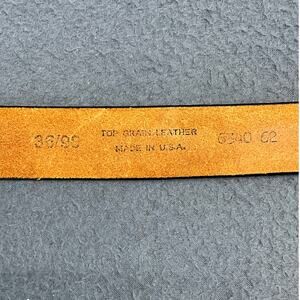 36/90 TOP GRAIN LEATHER 6340 62
MADE IN U.S.A.